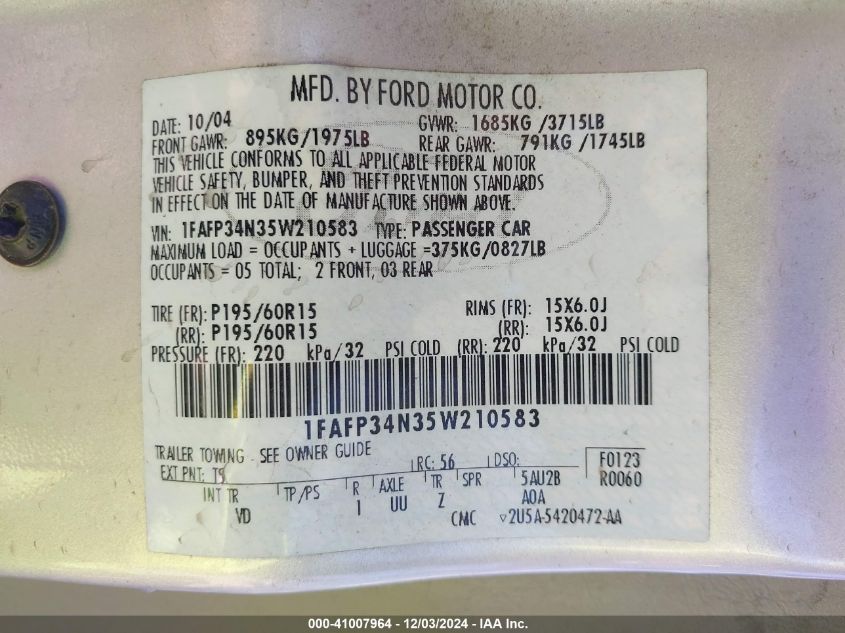 MFD. BY FORD MOTOR CO.
DATE: 10/04 GVWR: 1685KG /3715LB
FRONT GAWR: 895KG/1975LB REAR GAWR: 791KG /1745LB
THIS VEHICLE CONFORMS TO ALL APPLICABLE FEDERAL MOTOR
VEHICLE SAFETY, BUMPER, AND THEFT PREVENTION STANDARDS
IN EFFECT ON THE DATE OF MANUFACTURE SHOWN ABOVE.
VIN: 1FAFP34N35W210583 TYPE: PASSENGER CAR
MAXIMUM LOAD = OCCUPANTS + LUGGAGE =375KG/0827LB
OCCUPANTS = 05 TOTAL; 2 FRONT, 03 REAR
TIRE (FR): P195/60R15 RIMS (FR): 15X6.0J
(RR): P195/60R15 (RR): 15X6.0J
PRESSURE (FR): 220 kPa/32 PSI COLD (RR): 220 kPa/32 PSI COLD
1FAFP34N35W210583
TRAILER TOWING - SEE OWNER GUIDE
EXT PNT: TS RC: 56 DSO: F0123
INT TR TP/PS R AXLE TR SPR 5AU2B R0060
VD I UU Z A0A
CMC 2U5A-5420472-AA
000-41007964 - 12/03/2024 - IAA Inc.